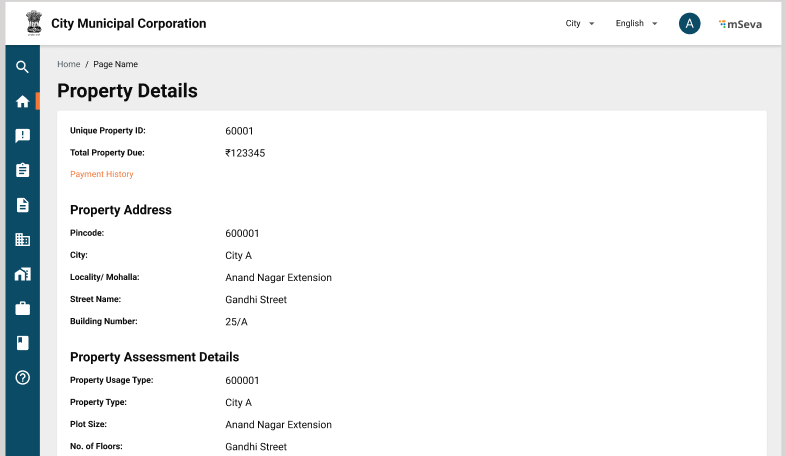 City Municipal Corporation
City
English
A
mSeva
Home / Page Name
Property Details
Unique Property ID: 60001
Total Property Due: ₹123345
Payment History
Property Address
Pincode: 600001
City: City A
Locality/ Mohalla: Anand Nagar Extension
Street Name: Gandhi Street
Building Number: 25/A
Property Assessment Details
Property Usage Type: 600001
Property Type: City A
Plot Size: Anand Nagar Extension
No. of Floors: Gandhi Street